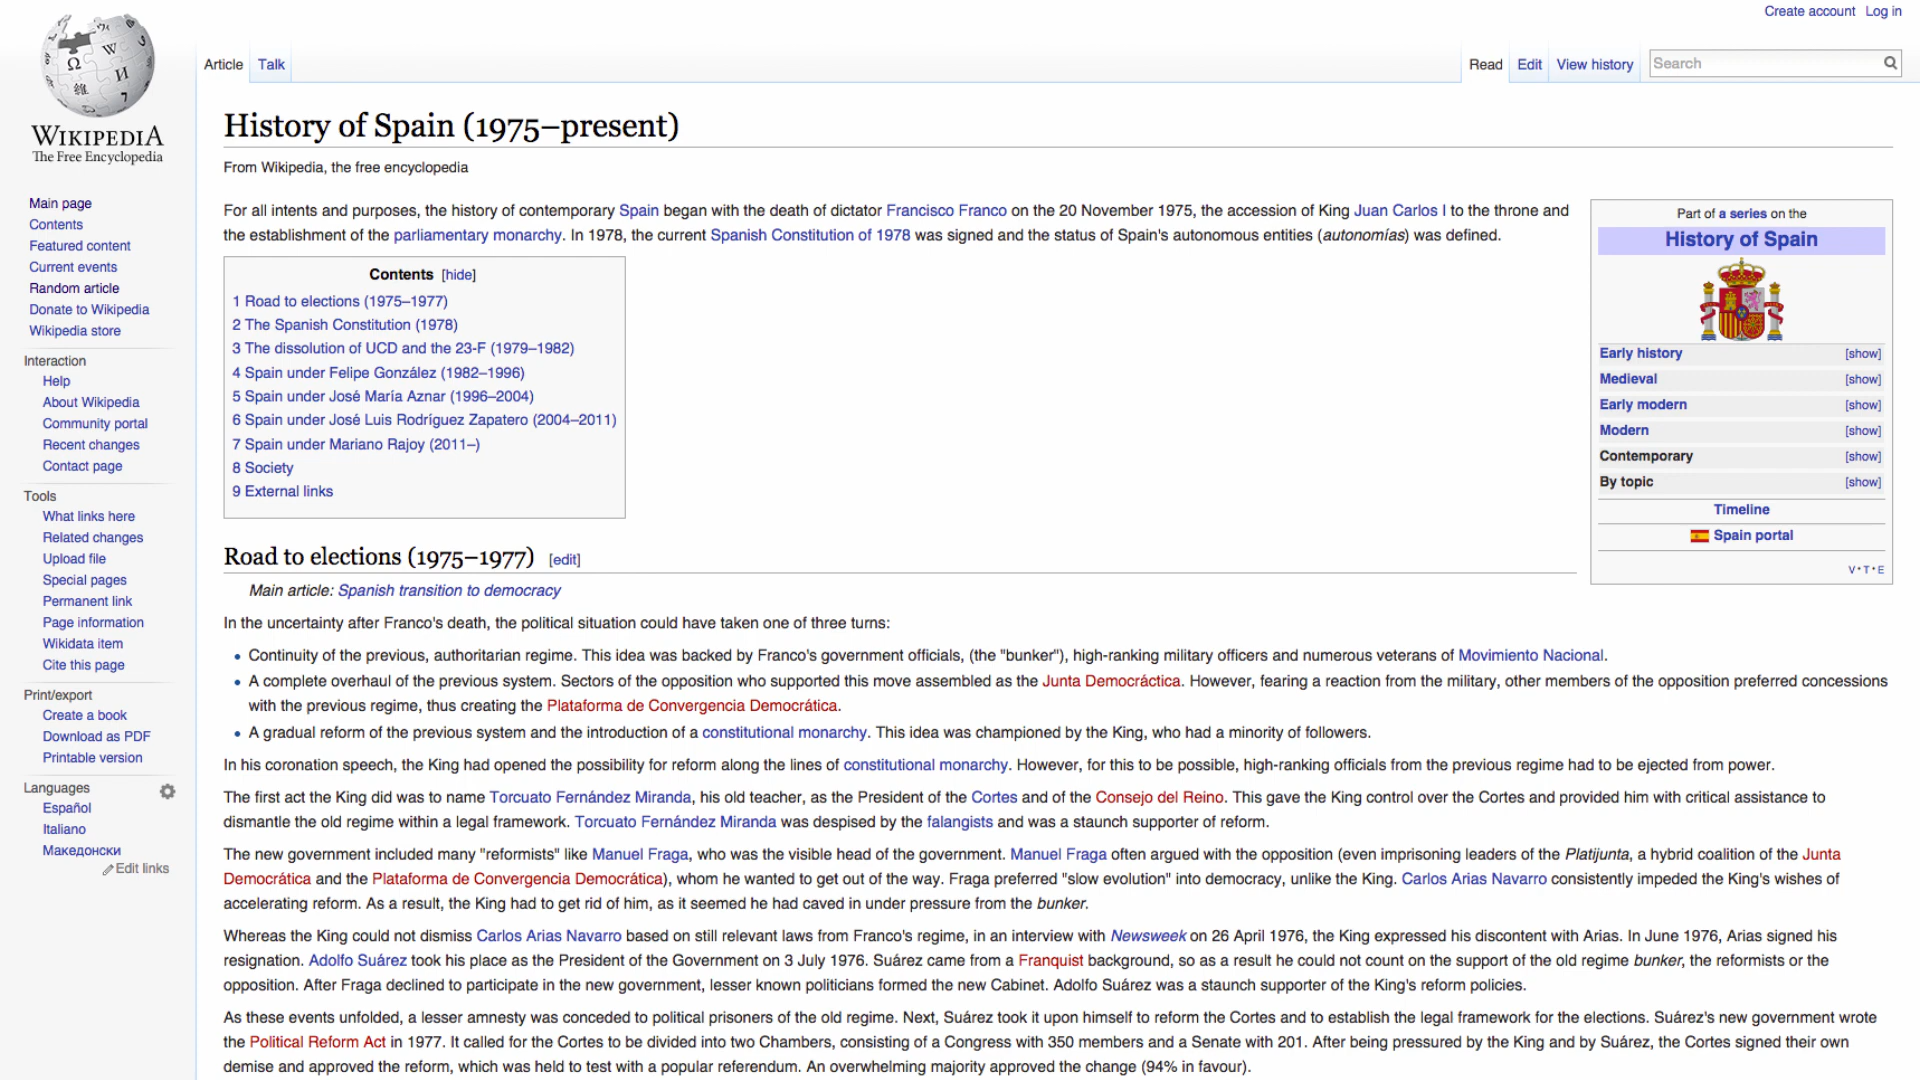 Create account Log in
Article Talk Read Edit View history Search
WIKIPEDIA
The Free Encyclopedia
Main page
Contents
Featured content
Current events
Random article
Donate to Wikipedia
Wikipedia store
Interaction
Help
About Wikipedia
Community portal
Recent changes
Contact page
Tools
What links here
Related changes
Upload file
Special pages
Permanent link
Page information
Wikidata item
Cite this page
Print/export
Create a book
Download as PDF
Printable version
Languages
Español
Italiano
Македонски
Edit links
History of Spain (1975–present)
From Wikipedia, the free encyclopedia
For all intents and purposes, the history of contemporary Spain began with the death of dictator Francisco Franco on the 20 November 1975, the accession of King Juan Carlos I to the throne and
the establishment of the parliamentary monarchy. In 1978, the current Spanish Constitution of 1978 was signed and the status of Spain's autonomous entities (autonomías) was defined.
Contents [hide]
1 Road to elections (1975–1977)
2 The Spanish Constitution (1978)
3 The dissolution of UCD and the 23-F (1979–1982)
4 Spain under Felipe González (1982–1996)
5 Spain under José María Aznar (1996–2004)
6 Spain under José Luis Rodríguez Zapatero (2004–2011)
7 Spain under Mariano Rajoy (2011–)
8 Society
9 External links
Part of a series on the
History of Spain
Early history [show]
Medieval [show]
Early modern [show]
Modern [show]
Contemporary [show]
By topic [show]
Timeline
Spain portal
V·T·E
Road to elections (1975–1977) [edit]
Main article: Spanish transition to democracy
In the uncertainty after Franco's death, the political situation could have taken one of three turns:
• Continuity of the previous, authoritarian regime. This idea was backed by Franco's government officials, (the "bunker"), high-ranking military officers and numerous veterans of Movimiento Nacional.
• A complete overhaul of the previous system. Sectors of the opposition who supported this move assembled as the Junta Democráctica. However, fearing a reaction from the military, other members of the opposition preferred concessions
with the previous regime, thus creating the Plataforma de Convergencia Democrática.
• A gradual reform of the previous system and the introduction of a constitutional monarchy. This idea was championed by the King, who had a minority of followers.
In his coronation speech, the King had opened the possibility for reform along the lines of constitutional monarchy. However, for this to be possible, high-ranking officials from the previous regime had to be ejected from power.
The first act the King did was to name Torcuato Fernández Miranda, his old teacher, as the President of the Cortes and of the Consejo del Reino. This gave the King control over the Cortes and provided him with critical assistance to
dismantle the old regime within a legal framework. Torcuato Fernández Miranda was despised by the falangists and was a staunch supporter of reform.
The new government included many "reformists" like Manuel Fraga, who was the visible head of the government. Manuel Fraga often argued with the opposition (even imprisoning leaders of the Platijunta, a hybrid coalition of the Junta
Democrática and the Plataforma de Convergencia Democrática), whom he wanted to get out of the way. Fraga preferred "slow evolution" into democracy, unlike the King. Carlos Arias Navarro consistently impeded the King's wishes of
accelerating reform. As a result, the King had to get rid of him, as it seemed he had caved in under pressure from the bunker.
Whereas the King could not dismiss Carlos Arias Navarro based on still relevant laws from Franco's regime, in an interview with Newsweek on 26 April 1976, the King expressed his discontent with Arias. In June 1976, Arias signed his
resignation. Adolfo Suárez took his place as the President of the Government on 3 July 1976. Suárez came from a Franquist background, so as a result he could not count on the support of the old regime bunker, the reformists or the
opposition. After Fraga declined to participate in the new government, lesser known politicians formed the new Cabinet. Adolfo Suárez was a staunch supporter of the King's reform policies.
As these events unfolded, a lesser amnesty was conceded to political prisoners of the old regime. Next, Suárez took it upon himself to reform the Cortes and to establish the legal framework for the elections. Suárez's new government wrote
the Political Reform Act in 1977. It called for the Cortes to be divided into two Chambers, consisting of a Congress with 350 members and a Senate with 201. After being pressured by the King and by Suárez, the Cortes signed their own
demise and approved the reform, which was held to test with a popular referendum. An overwhelming majority approved the change (94% in favour).